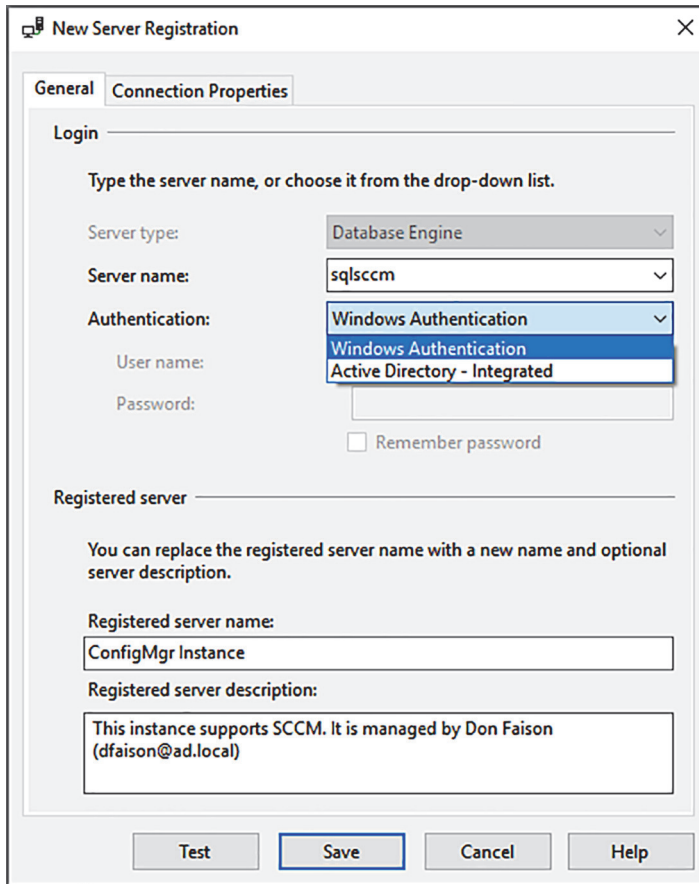 New Server Registration
General
Connection Properties
Login
Type the server name, or choose it from the drop-down list.
Server type:
Database Engine
Server name:
sqlsccm
Authentication:
Windows Authentication
Windows Authentication
Active Directory - Integrated
User name:
Password:
Remember password
Registered server
You can replace the registered server name with a new name and optional
server description.
Registered server name:
ConfigMgr Instance
Registered server description:
This instance supports SCCM. It is managed by Don Faison
(dfaison@ad.local)
Test
Save
Cancel
Help